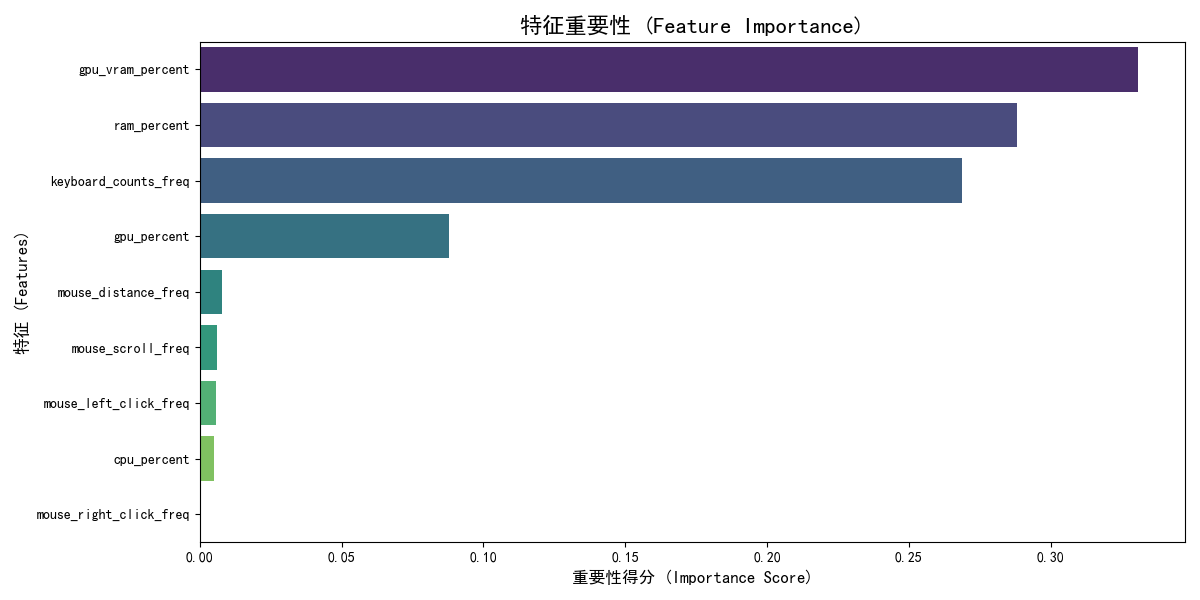 特征重要性 (Feature Importance)
gpu_vram_percent
ram_percent
keyboard_counts_freq
gpu_percent
mouse_distance_freq
mouse_scroll_freq
mouse_left_click_freq
cpu_percent
mouse_right_click_freq
特征 (Features)
0.00 0.05 0.10 0.15 0.20 0.25 0.30
重要性得分 (Importance Score)